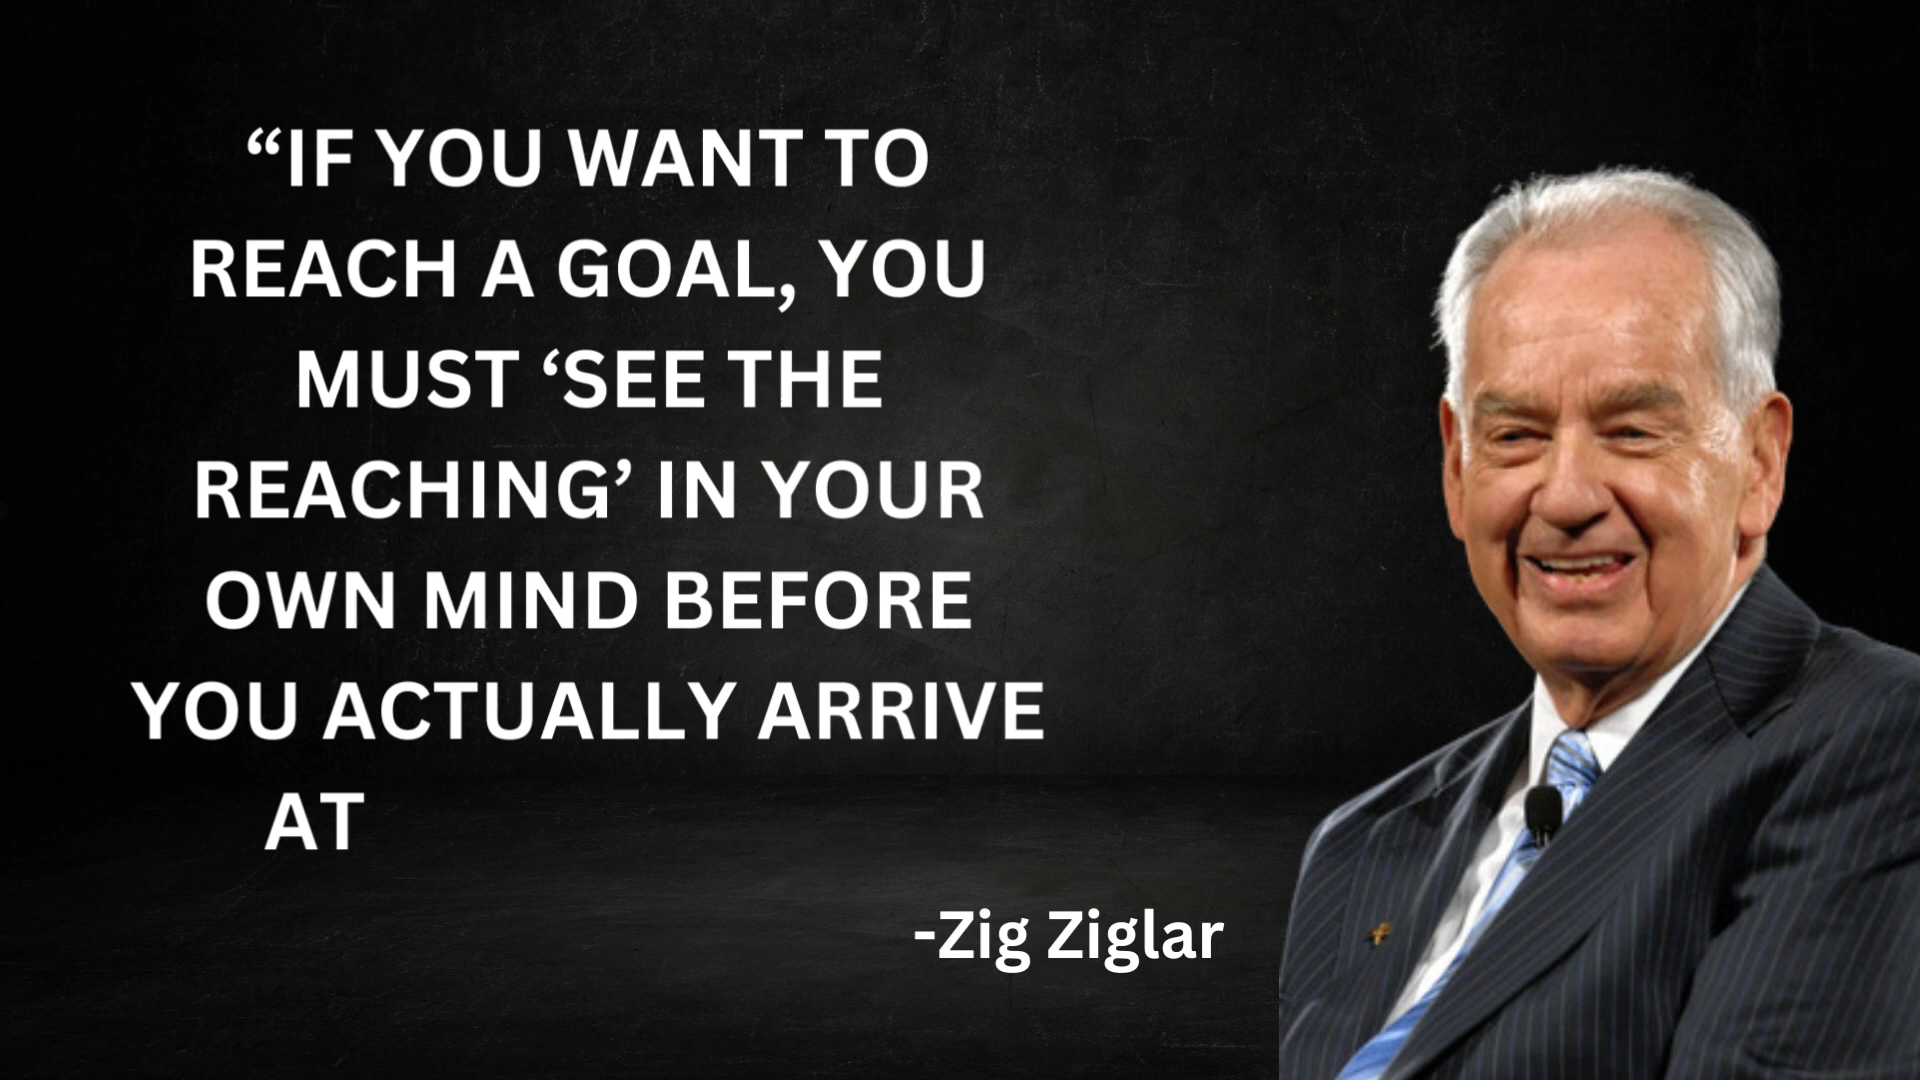 “IF YOU WANT TO
REACH A GOAL, YOU
MUST ‘SEE THE
REACHING’ IN YOUR
OWN MIND BEFORE
YOU ACTUALLY ARRIVE
AT
-Zig Ziglar